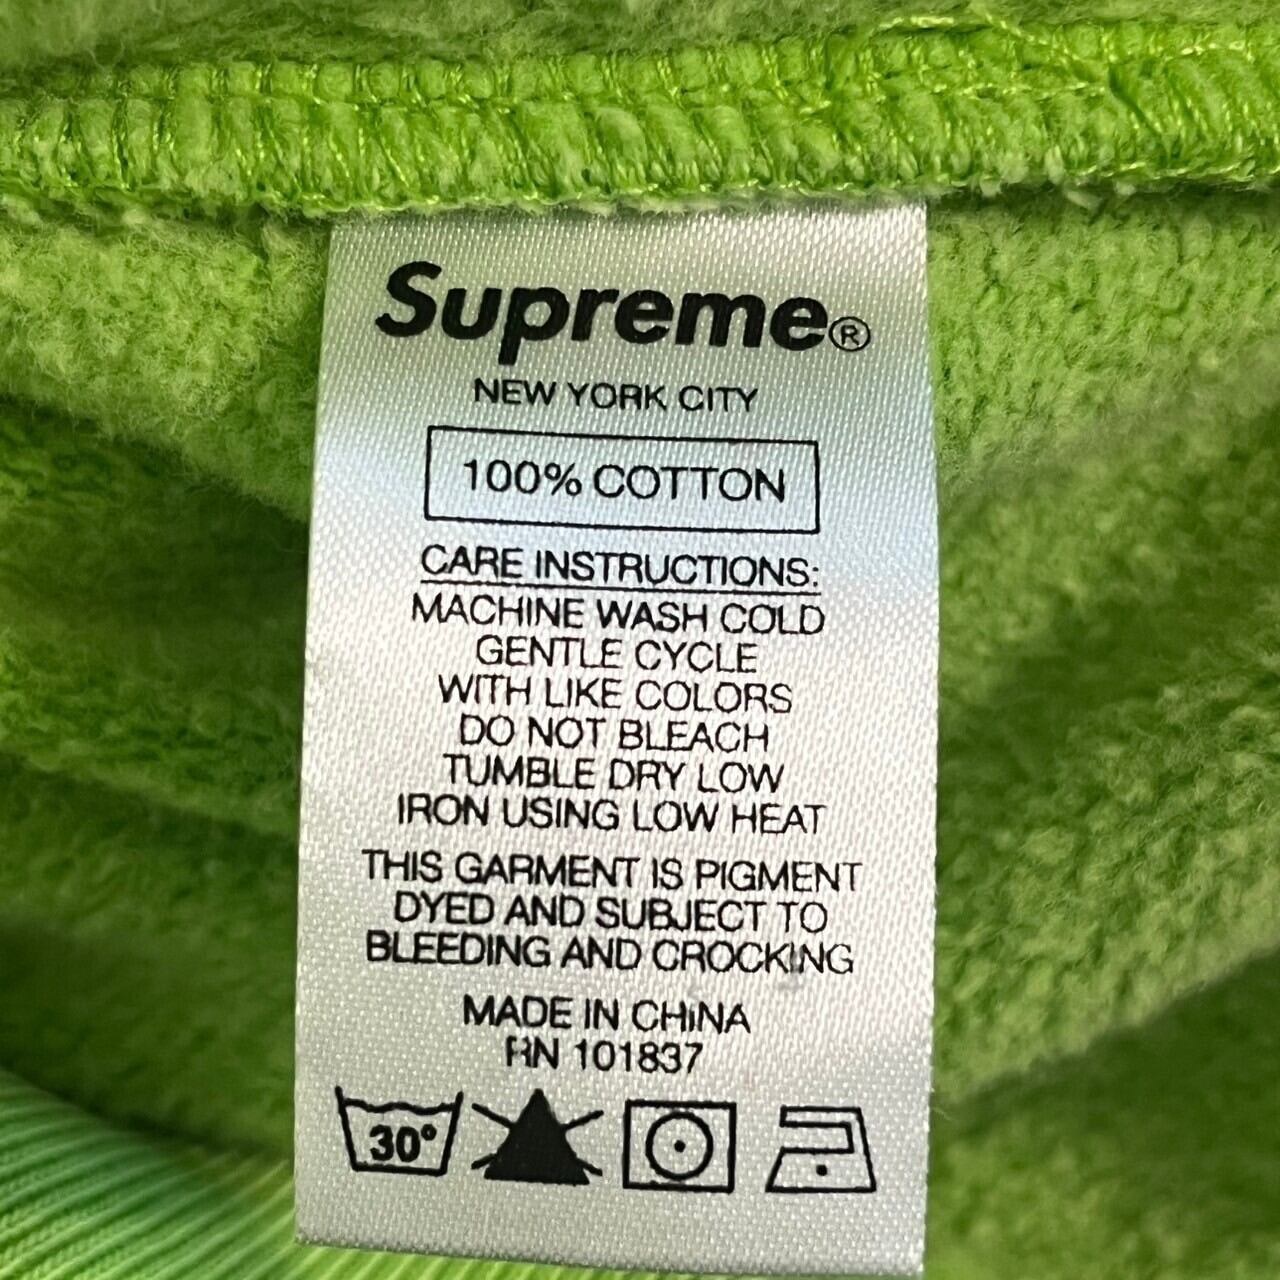 Supreme®
NEW YORK CITY
100% COTTON
CARE INSTRUCTIONS:
MACHINE WASH COLD
GENTLE CYCLE
WITH LIKE COLORS
DO NOT BLEACH
TUMBLE DRY LOW
IRON USING LOW HEAT
THIS GARMENT IS PIGMENT
DYED AND SUBJECT TO
BLEEDING AND CROCKING
MADE IN CHINA
RN 101837
30°